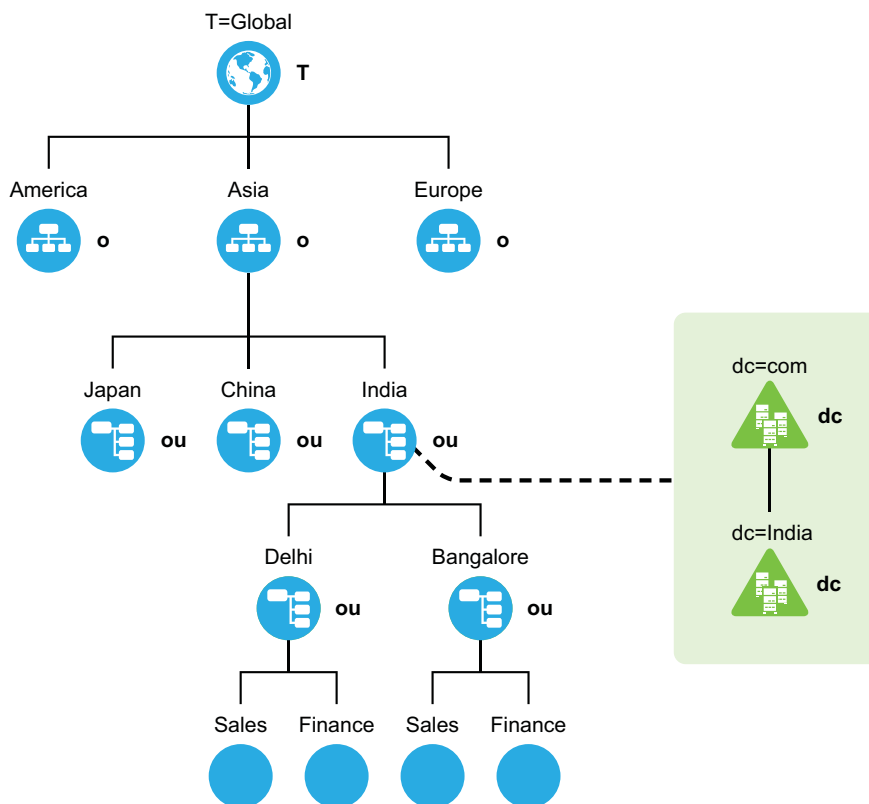 T=Global
T
America
Asia
Europe
o
o
o
Japan
China
India
ou
ou
ou
dc=com
dc
dc=India
dc
Delhi
Bangalore
ou
ou
Sales
Finance
Sales
Finance